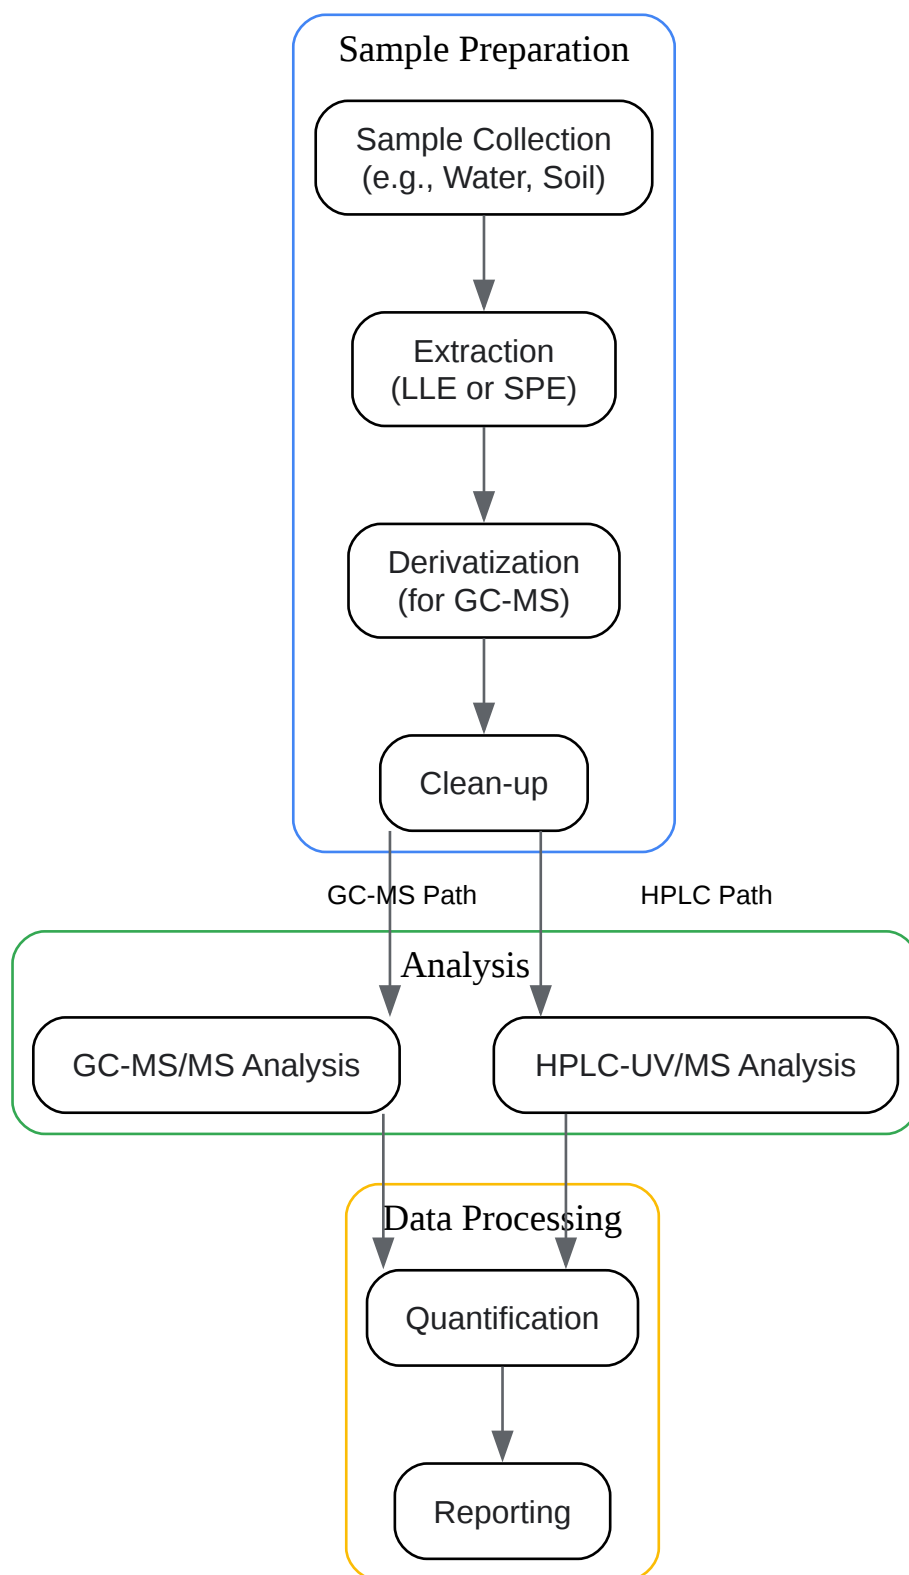 Sample Preparation
Sample Collection
(e.g., Water, Soil)
Extraction
(LLE or SPE)
Derivatization
(for GC-MS)
Clean-up
GC-MS Path
HPLC Path
Analysis
GC-MS/MS Analysis
HPLC-UV/MS Analysis
Data Processing
Quantification
Reporting